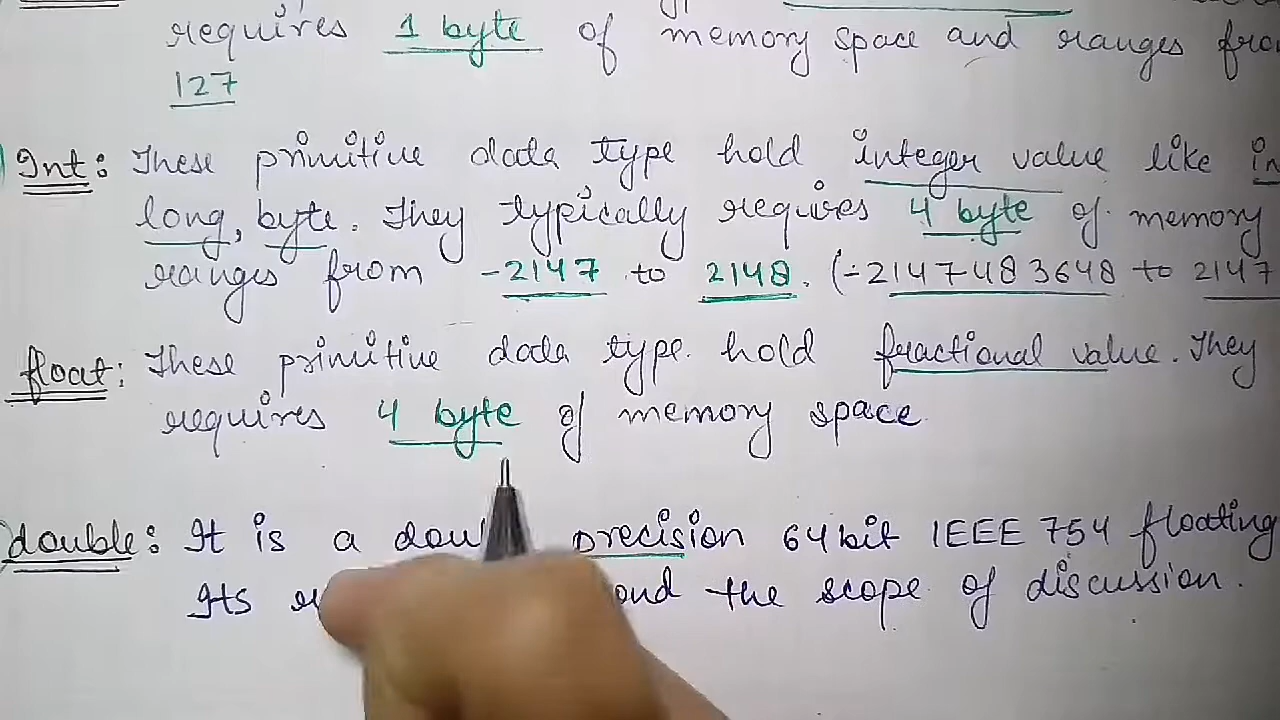 requires 1 byte of memory space and ranges from
127
Int: These primitive data type hold integer value like in
long, byte. They typically requires 4 byte of memory
ranges from -2147 to 2148. (-2147483648 to 2147
float: These primitive data type. hold fractional value. They
requires 4 byte of memory space
double: It is a precision 64 bit IEEE 754 floating
Its the scope of discussion.